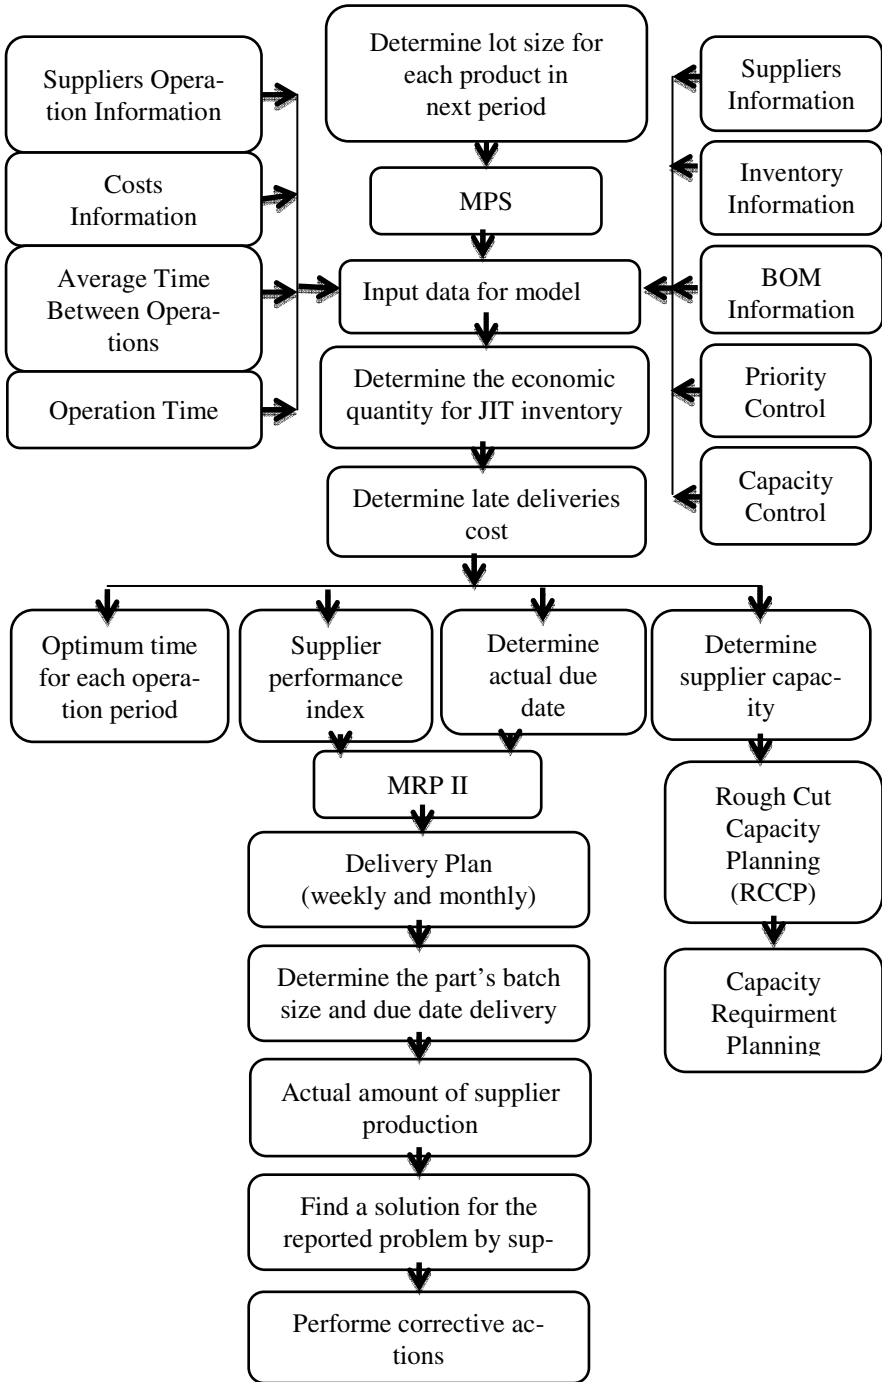 Determine lot size for
each product in
next period
Suppliers Opera-
tion Information
Suppliers
Information
Costs
Information
MPS
Inventory
Information
Average Time
Between Opera-
tions
Input data for model
BOM
Information
Operation Time
Determine the economic
quantity for JIT inventory
Priority
Control
Determine late deliveries
cost
Capacity
Control
Optimum time
for each opera-
tion period
Supplier
performance
index
Determine
actual due
date
Determine
supplier capac-
ity
MRP II
Rough Cut
Capacity
Planning
(RCCP)
Delivery Plan
(weekly and monthly)
Determine the part’s batch
size and due date delivery
Capacity
Requirment
Planning
Actual amount of supplier
production
Find a solution for the
reported problem by sup-
Performe corrective ac-
tions